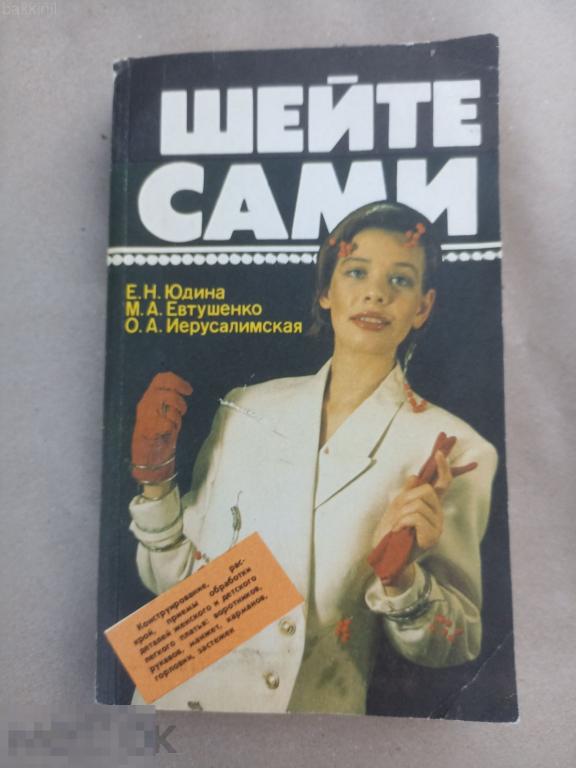 bakkinil
ШЕЙТЕ
САМИ
Е.Н. Юдина
М.А. Евтушенко
О.А. Иерусалимская
Конструирование, рас-
крой, приемы обработки
деталей женского и детского
легкого платья: воротников,
рукавов, манжет, карманов,
горловин, застежек